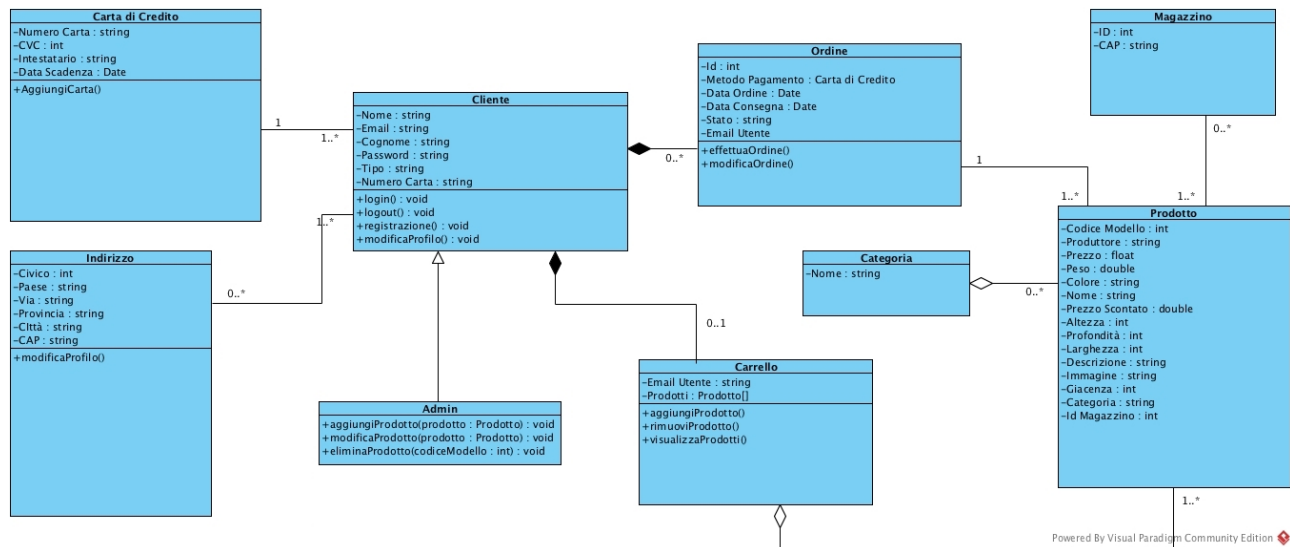 Carta di Credito
-Numero Carta : string
-CVC : int
-Intestatario : string
-Data Scadenza : Date
+AggiungiCarta()
1
1..*
Cliente
-Nome : string
-Email : string
-Cognome : string
-Password : string
-Tipo : string
-Numero Carta : string
+login() : void
+logout() : void
+registrazione() : void
+modificaProfilo() : void
0..*
Ordine
-Id : int
-Metodo Pagamento : Carta di Credito
-Data Ordine : Date
-Data Consegna : Date
-Stato : string
-Email Utente
+effettuaOrdine()
+modificaOrdine()
1
1..*
Magazzino
-ID : int
-CAP : string
0..*
1..*
Indirizzo
-Civico : int
-Paese : string
-Via : string
-Provincia : string
-CIttà : string
-CAP : string
+modificaProfilo()
1..*
0..*
Admin
+aggiungiProdotto(prodotto : Prodotto) : void
+modificaProdotto(prodotto : Prodotto) : void
+eliminaProdotto(codiceModello : int) : void
0..1
Carrello
-Email Utente : string
-Prodotti : Prodotto[]
+aggiungiProdotto()
+rimuoviProdotto()
+visualizzaProdotti()
Categoria
-Nome : string
0..*
Prodotto
-Codice Modello : int
-Produttore : string
-Prezzo : float
-Peso : double
-Colore : string
-Nome : string
-Prezzo Scontato : double
-Altezza : int
-Profondità : int
-Larghezza : int
-Descrizione : string
-Immagine : string
-Giacenza : int
-Categoria : string
-Id Magazzino : int
1..*
Powered By Visual Paradigm Community Edition